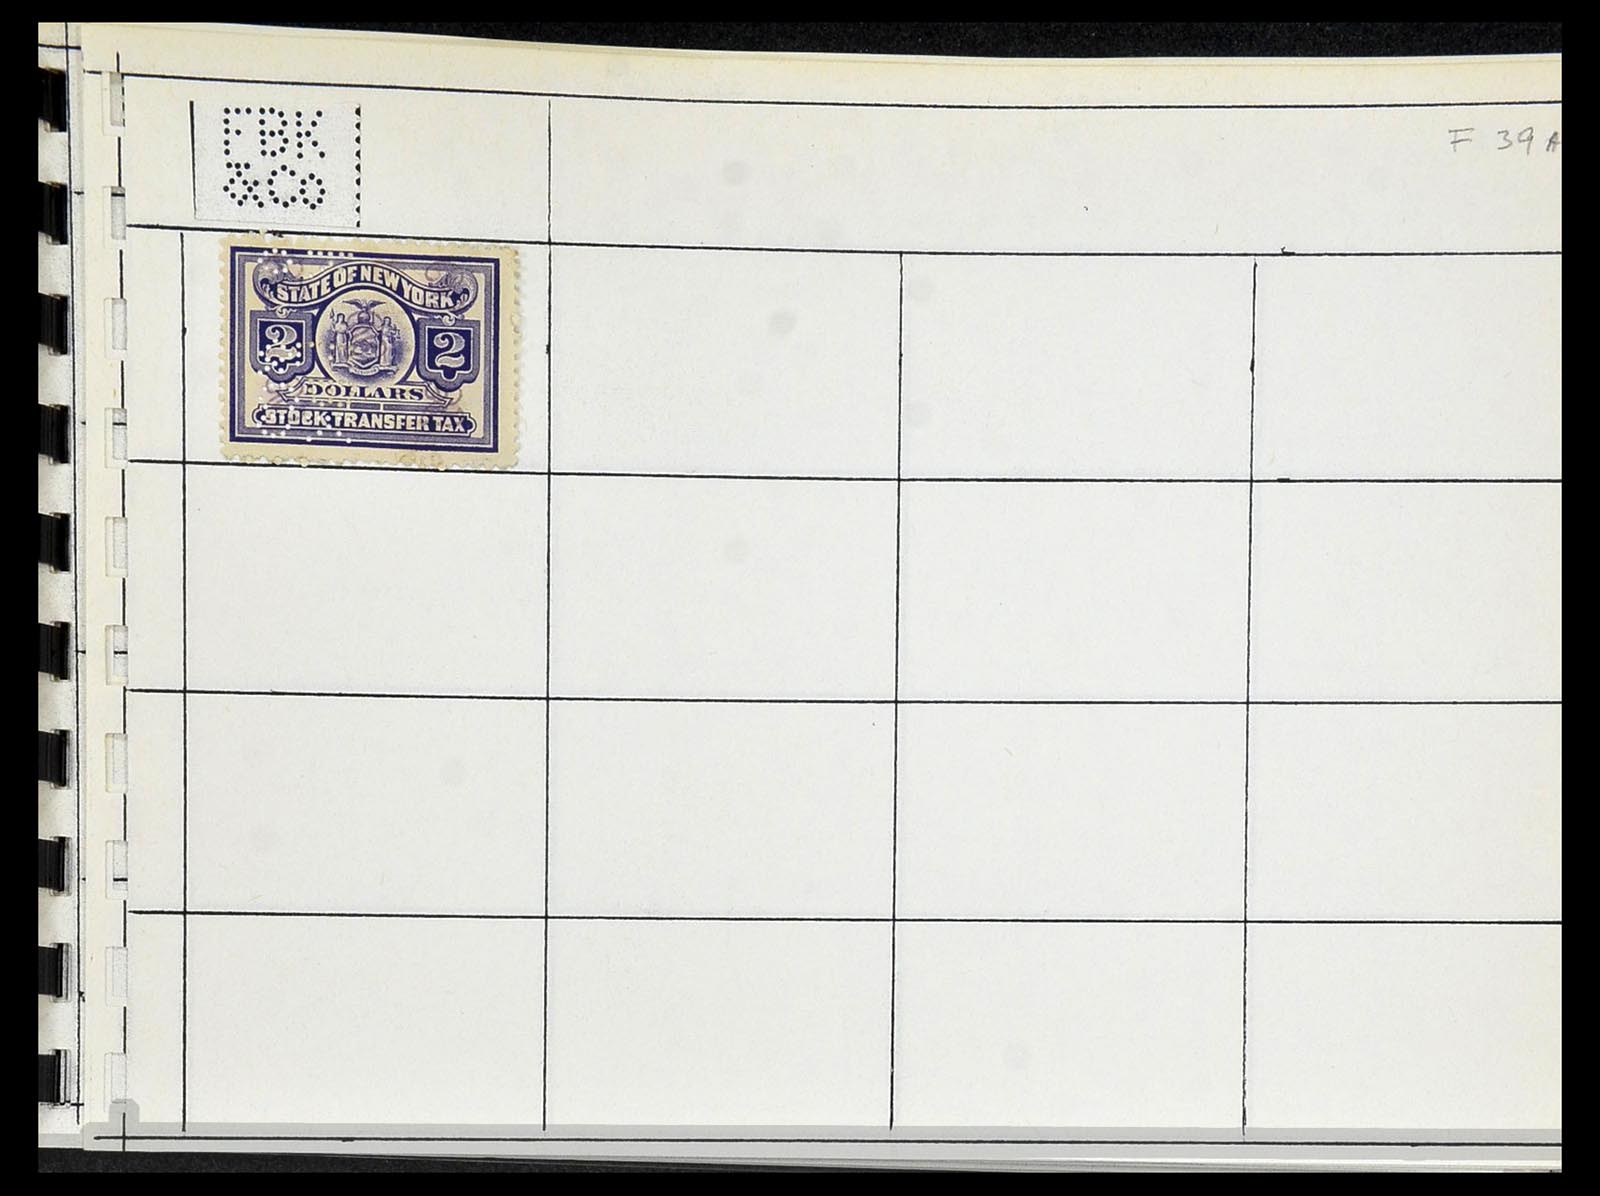 FBK
&Co
F 39 A
STATE OF NEW YORK
2 2
DOLLARS
STOCK TRANSFER TAX